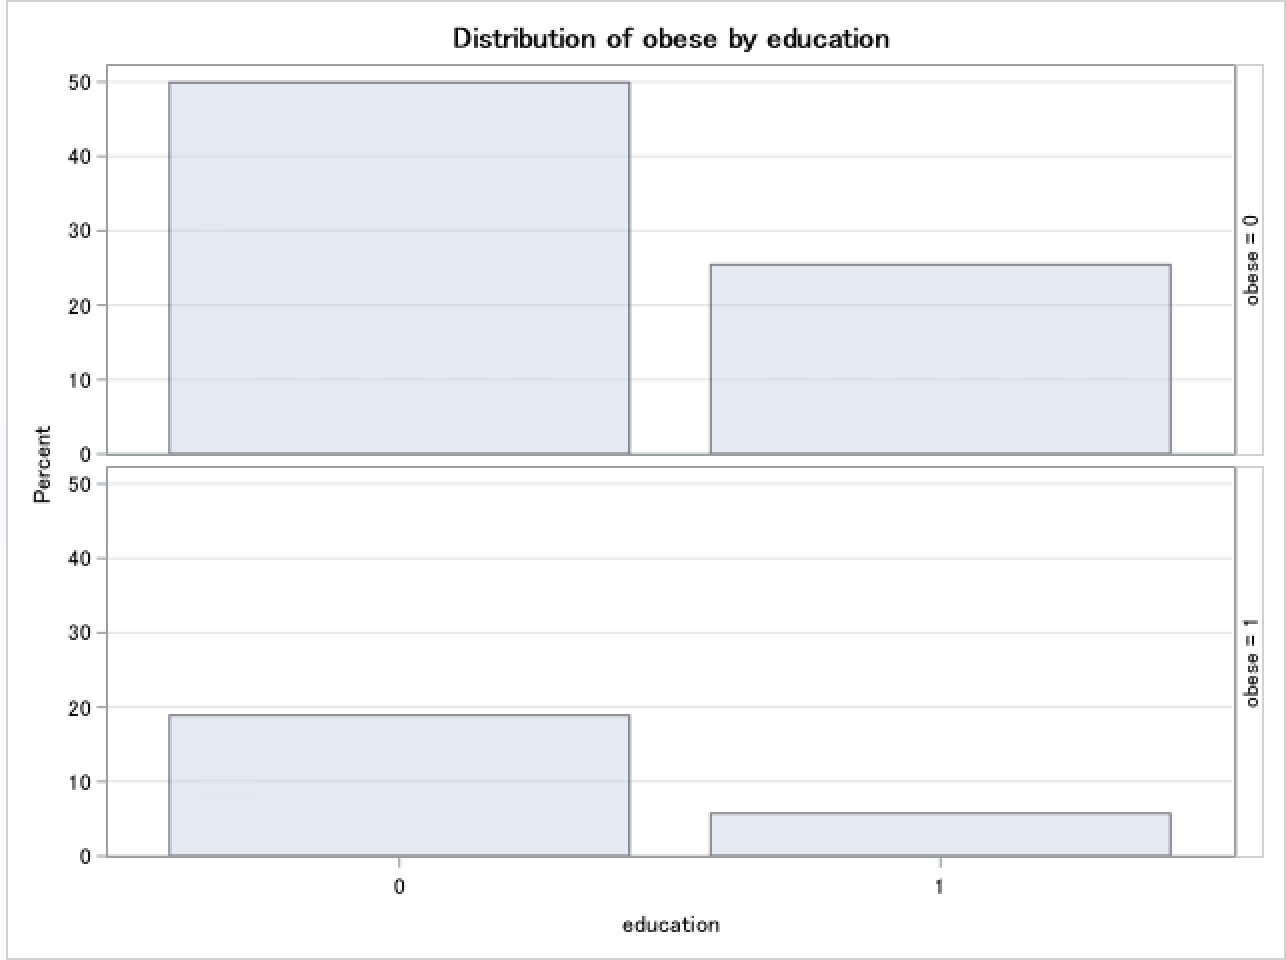 Distribution of obese by education
Percent
50
40
30
20
10
0
obese = 0
50
40
30
20
10
0
obese = 1
0 1
education